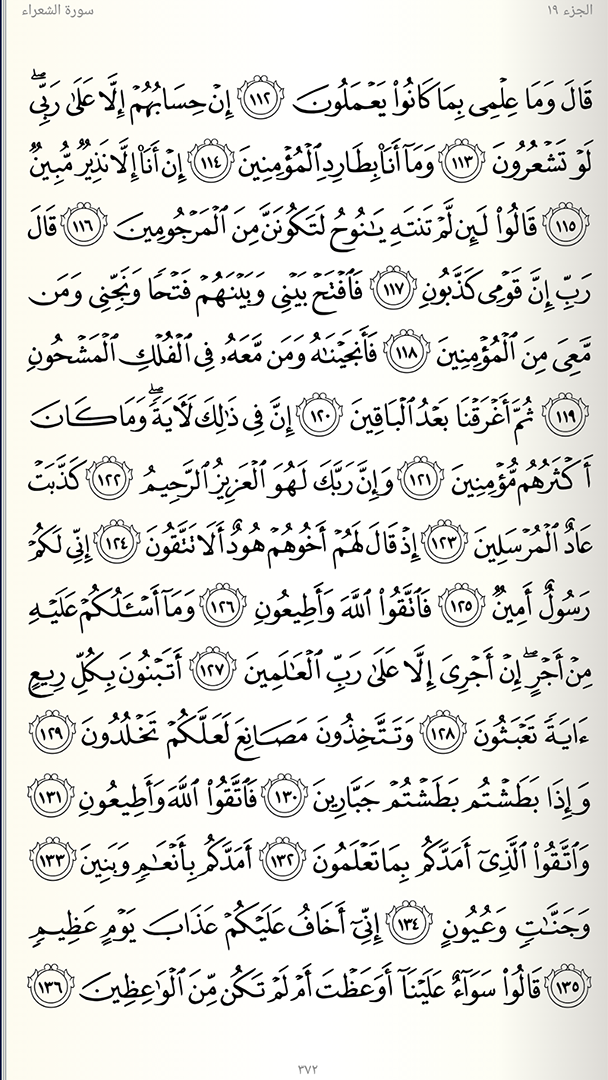 الجزء ١٩ سورة الشعراء
قَالَ وَمَا عِلْمِى بِمَا كَانُوا۟ يَعْمَلُونَ ١١٢ إِنْ حِسَابُهُمْ إِلَّا عَلَىٰ رَبِّىۖ
لَوْ تَشْعُرُونَ ١١٣ وَمَآ أَنَا۠ بِطَارِدِ ٱلْمُؤْمِنِينَ ١١٤ إِنْ أَنَا۠ إِلَّا نَذِيرٌ مُّبِينٌ
١١٥ قَالُوا۟ لَئِن لَّمْ تَنتَهِ يَـٰنُوحُ لَتَكُونَنَّ مِنَ ٱلْمَرْجُومِينَ ١١٦ قَالَ
رَبِّ إِنَّ قَوْمِى كَذَّبُونِ ١١٧ فَٱفْتَحْ بَيْنِى وَبَيْنَهُمْ فَتْحًا وَنَجِّنِى وَمَن
مَّعِىَ مِنَ ٱلْمُؤْمِنِينَ ١١٨ فَأَنجَيْنَـٰهُ وَمَن مَّعَهُۥ فِى ٱلْفُلْكِ ٱلْمَشْحُونِ
١١٩ ثُمَّ أَغْرَقْنَا بَعْدُ ٱلْبَاقِينَ ١٢٠ إِنَّ فِى ذَٰلِكَ لَـَٔايَةًۖ وَمَا كَانَ
أَكْثَرُهُم مُّؤْمِنِينَ ١٢١ وَإِنَّ رَبَّكَ لَهُوَ ٱلْعَزِيزُ ٱلرَّحِيمُ ١٢٢ كَذَّبَتْ
عَادٌ ٱلْمُرْسَلِينَ ١٢٣ إِذْ قَالَ لَهُمْ أَخُوهُمْ هُودٌ أَلَا تَتَّقُونَ ١٢٤ إِنِّى لَكُمْ
رَسُولٌ أَمِينٌ ١٢٥ فَٱتَّقُوا۟ ٱللَّهَ وَأَطِيعُونِ ١٢٦ وَمَآ أَسْـَٔلُكُمْ عَلَيْهِ
مِنْ أَجْرٍۖ إِنْ أَجْرِىَ إِلَّا عَلَىٰ رَبِّ ٱلْعَـٰلَمِينَ ١٢٧ أَتَبْنُونَ بِكُلِّ رِيعٍ
ءَايَةً تَعْبَثُونَ ١٢٨ وَتَتَّخِذُونَ مَصَانِعَ لَعَلَّكُمْ تَخْلُدُونَ ١٢٩
وَإِذَا بَطَشْتُم بَطَشْتُمْ جَبَّارِينَ ١٣٠ فَٱتَّقُوا۟ ٱللَّهَ وَأَطِيعُونِ ١٣١
وَٱتَّقُوا۟ ٱلَّذِىٓ أَمَدَّكُم بِمَا تَعْلَمُونَ ١٣٢ أَمَدَّكُم بِأَنْعَـٰمٍ وَبَنِينَ ١٣٣
وَجَنَّـٰتٍ وَعُيُونٍ ١٣٤ إِنِّىٓ أَخَافُ عَلَيْكُمْ عَذَابَ يَوْمٍ عَظِيمٍ
١٣٥ قَالُوا۟ سَوَآءٌ عَلَيْنَآ أَوَعَظْتَ أَمْ لَمْ تَكُن مِّنَ ٱلْوَٰعِظِينَ ١٣٦
٣٧٢